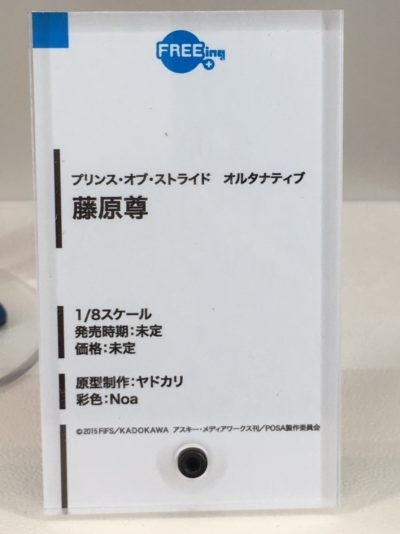 FREEing
プリンス・オブ・ストライド　オルタナティブ
藤原尊
1/8スケール
発売時期:未定
価格:未定
原型制作:ヤドカリ
彩色:Noa
©2015 FiFS/KADOKAWA アスキー・メディアワークス刊/POSA製作委員会